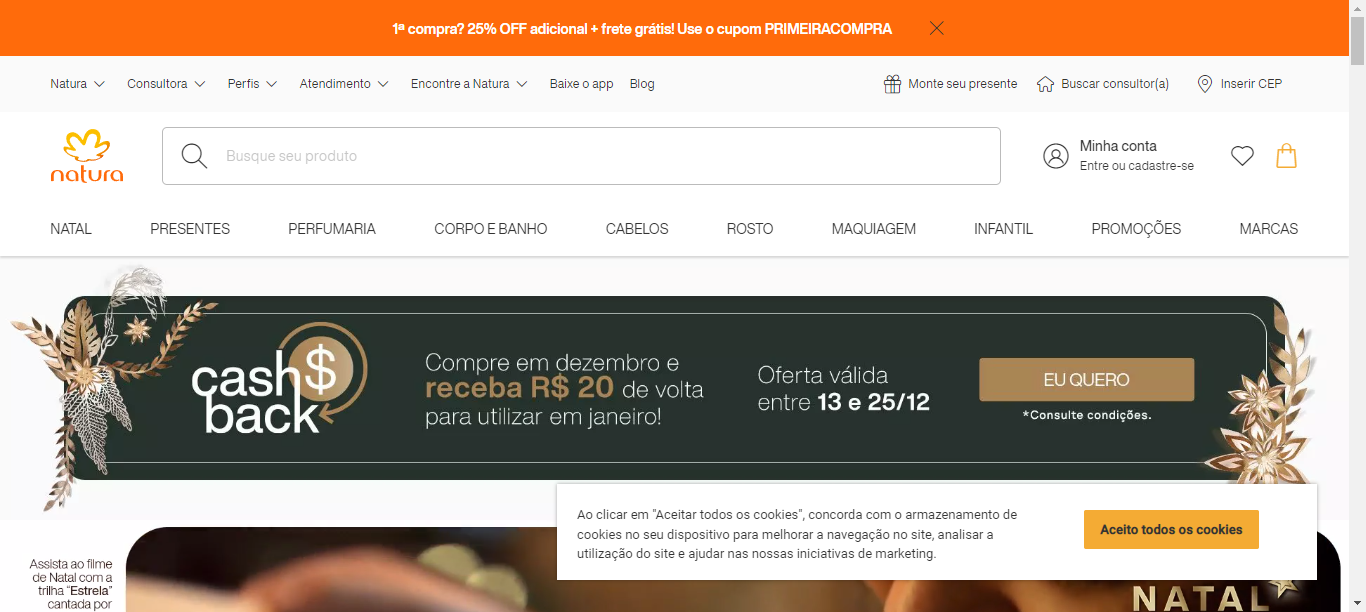 1ª compra? 25% OFF adicional + frete grátis! Use o cupom PRIMEIRACOMPRA
Natura Consultora Perfis Atendimento Encontre a Natura Baixe o app Blog Monte seu presente Buscar consultor(a) Inserir CEP
natura
Busque seu produto
Minha conta
Entre ou cadastre-se
NATAL PRESENTES PERFUMARIA CORPO E BANHO CABELOS ROSTO MAQUIAGEM INFANTIL PROMOÇÕES MARCAS
cash$
back
Compre em dezembro e
receba R$ 20 de volta
para utilizar em janeiro!
Oferta válida
entre 13 e 25/12
EU QUERO
*Consulte condições.
Ao clicar em "Aceitar todos os cookies", concorda com o armazenamento de
cookies no seu dispositivo para melhorar a navegação no site, analisar a
utilização do site e ajudar nas nossas iniciativas de marketing.
Aceito todos os cookies
Assista ao filme
de Natal com a
trilha “Estrela”
cantada por
NATAL